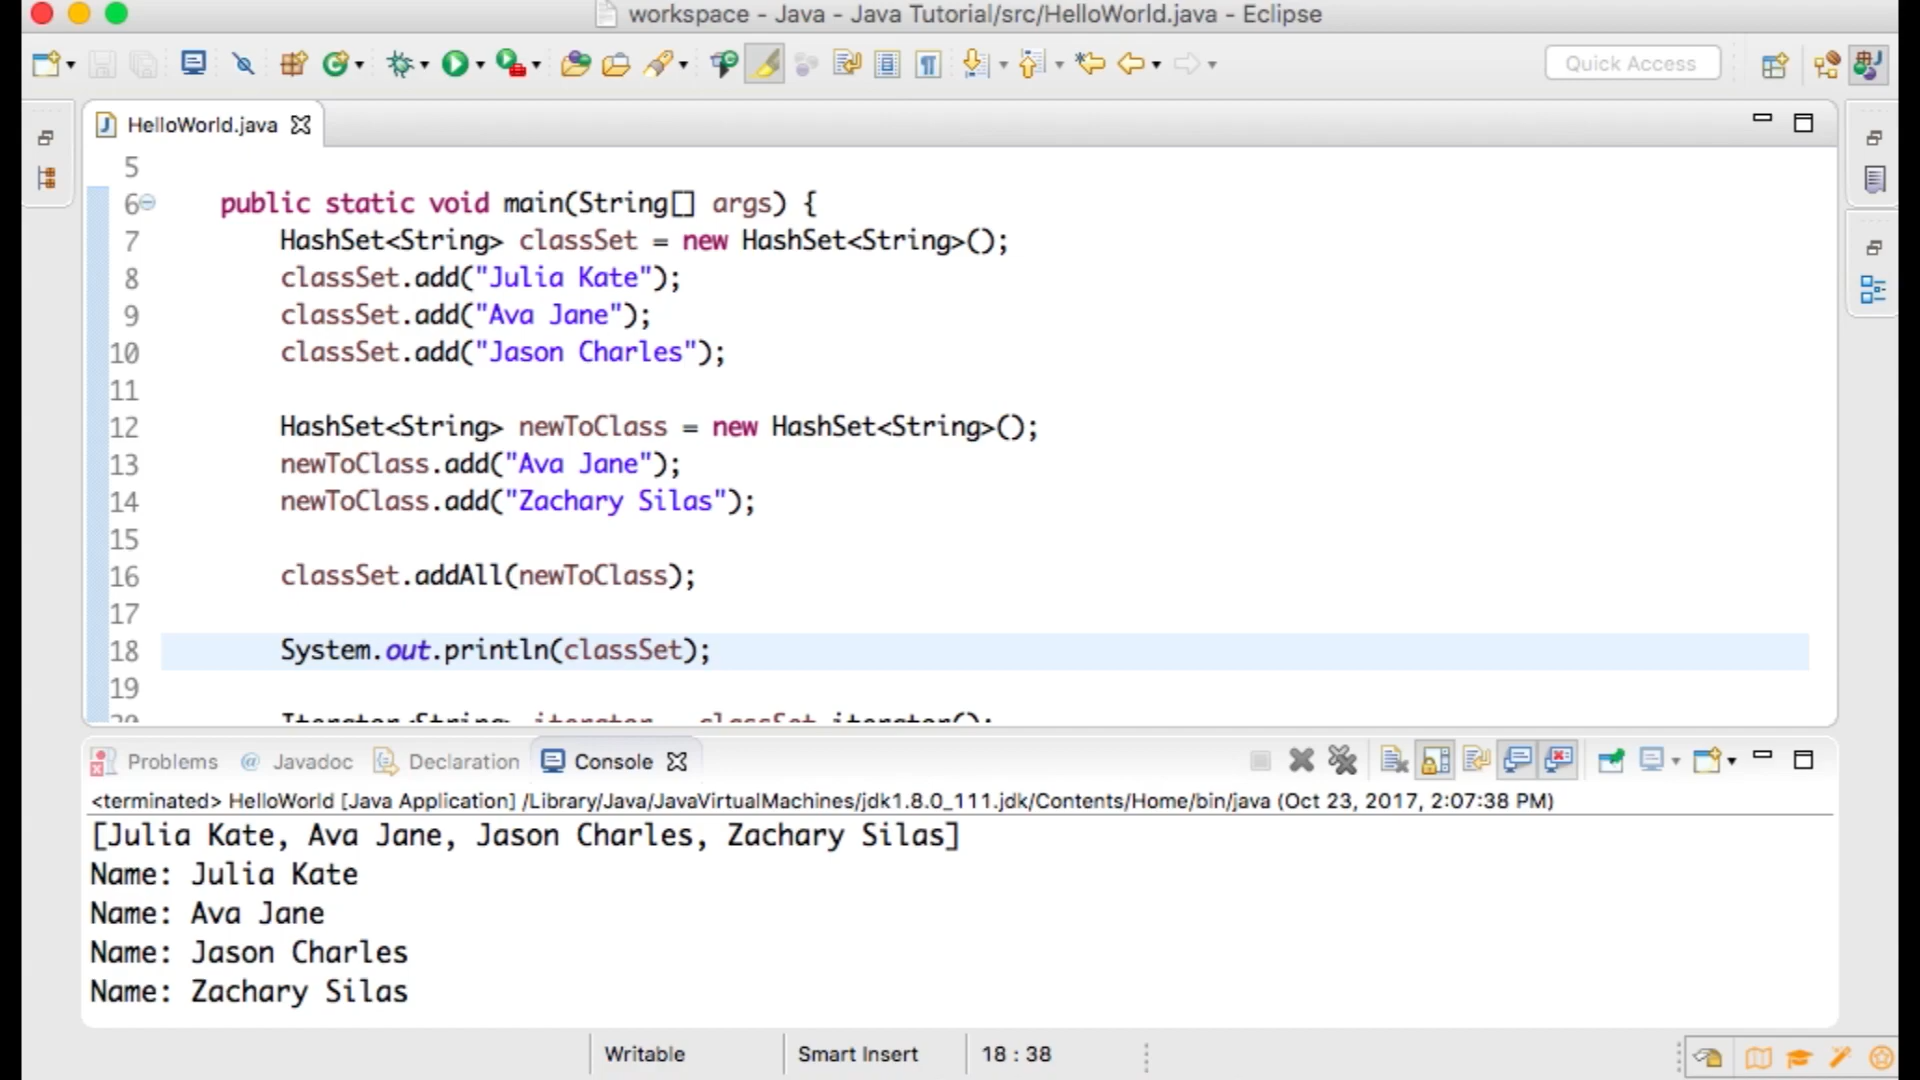 workspace - Java - Java Tutorial/src/HelloWorld.java - Eclipse
Quick Access
HelloWorld.java
5
6 public static void main(String[] args) {
7 HashSet<String> classSet = new HashSet<String>();
8 classSet.add("Julia Kate");
9 classSet.add("Ava Jane");
10 classSet.add("Jason Charles");
11
12 HashSet<String> newToClass = new HashSet<String>();
13 newToClass.add("Ava Jane");
14 newToClass.add("Zachary Silas");
15
16 classSet.addAll(newToClass);
17
18 System.out.println(classSet);
19
20 Iterator<String> iterator = classSet.iterator();
Problems @ Javadoc Declaration Console
<terminated> HelloWorld [Java Application] /Library/Java/JavaVirtualMachines/jdk1.8.0_111.jdk/Contents/Home/bin/java (Oct 23, 2017, 2:07:38 PM)
[Julia Kate, Ava Jane, Jason Charles, Zachary Silas]
Name: Julia Kate
Name: Ava Jane
Name: Jason Charles
Name: Zachary Silas
Writable Smart Insert 18 : 38